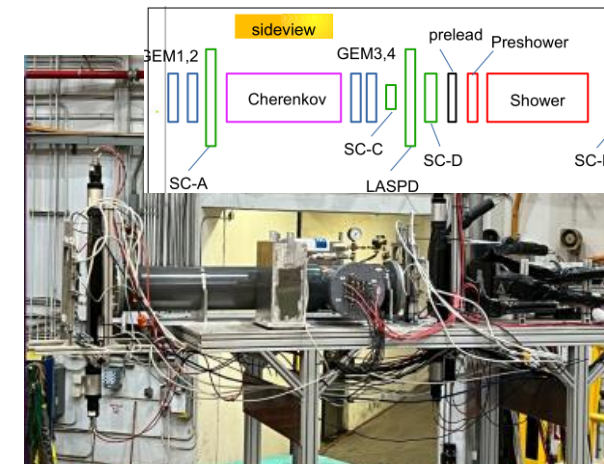 sideview
GEM1,2
Cherenkov
GEM3,4
prelead
Preshower
Shower
SC-A
SC-C
LASPD
SC-D